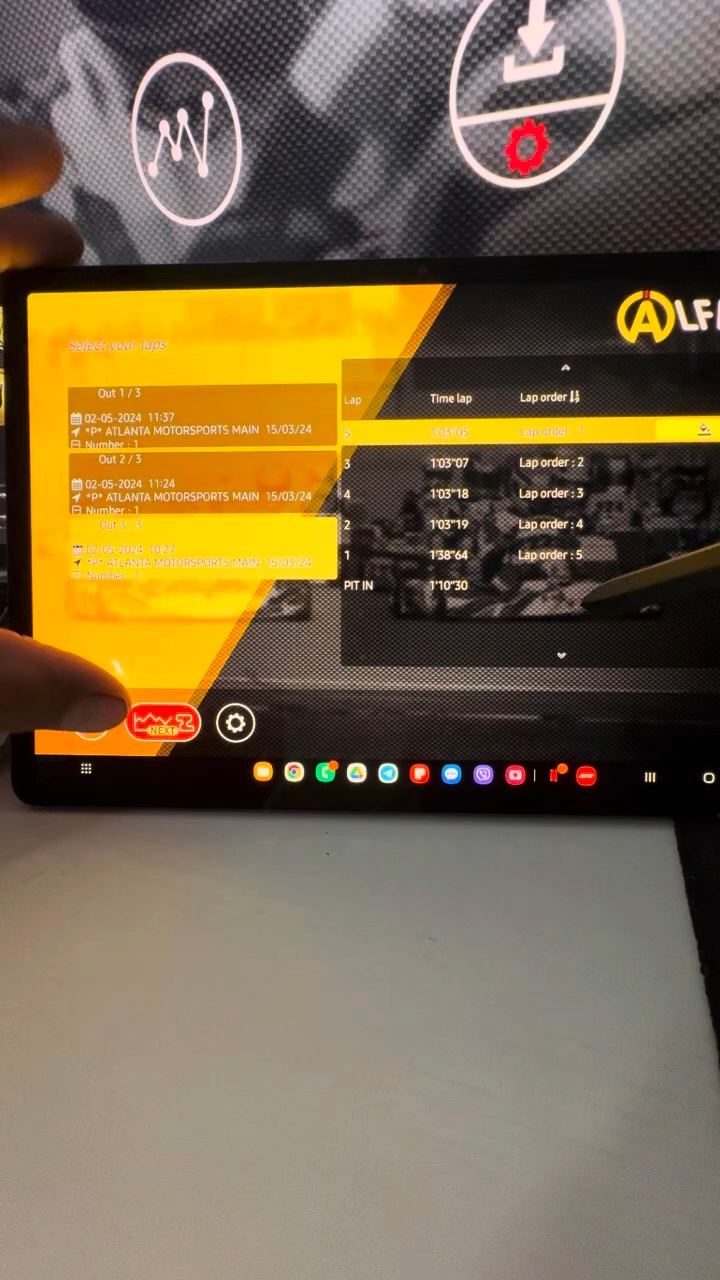 Select your laps
Out 1 / 3
02-05-2024 11:37
*P* ATLANTA MOTORSPORTS MAIN 15/03/24
Number : 1
Out 2 / 3
02-05-2024 11:24
*P* ATLANTA MOTORSPORTS MAIN 15/03/24
Number : 1
Out 3 / 3
02-05-2024 10:27
*P* ATLANTA MOTORSPORTS MAIN 15/03/24
Number : 1
ALF
Lap Time lap Lap order
5 1'03"05 Lap order : 1
3 1'03"07 Lap order : 2
4 1'03"18 Lap order : 3
2 1'03"19 Lap order : 4
1 1'38"64 Lap order : 5
PIT IN 1'10"30
NEXT